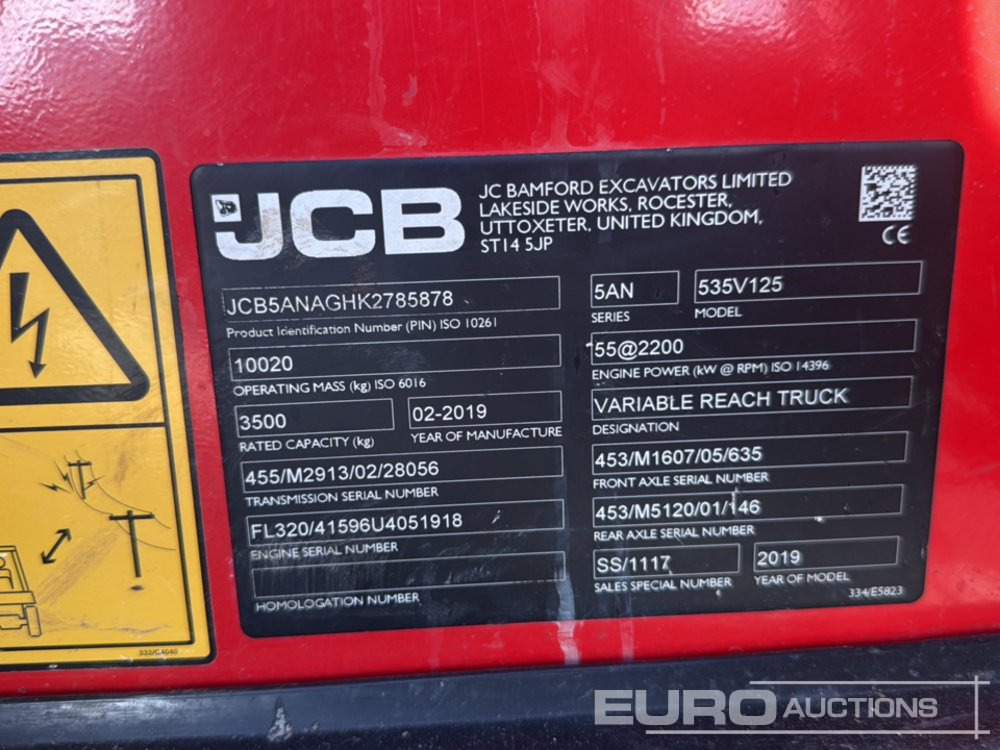 JCB
JC BAMFORD EXCAVATORS LIMITED
LAKESIDE WORKS, ROCESTER,
UTTOXETER, UNITED KINGDOM,
ST14 5JP
CE
JCB5ANAGHK2785878
Product Identification Number (PIN) ISO 10261
5AN
SERIES
535V125
MODEL
10020
OPERATING MASS (kg) ISO 6016
55@2200
ENGINE POWER (kW @ RPM) ISO 14396
3500
RATED CAPACITY (kg)
02-2019
YEAR OF MANUFACTURE
VARIABLE REACH TRUCK
DESIGNATION
455/M2913/02/28056
TRANSMISSION SERIAL NUMBER
453/M1607/05/635
FRONT AXLE SERIAL NUMBER
FL320/41596U4051918
ENGINE SERIAL NUMBER
453/M5120/01/146
REAR AXLE SERIAL NUMBER
HOMOLOGATION NUMBER
SS/1117
SALES SPECIAL NUMBER
2019
YEAR OF MODEL
334/E5823
EURO AUCTIONS